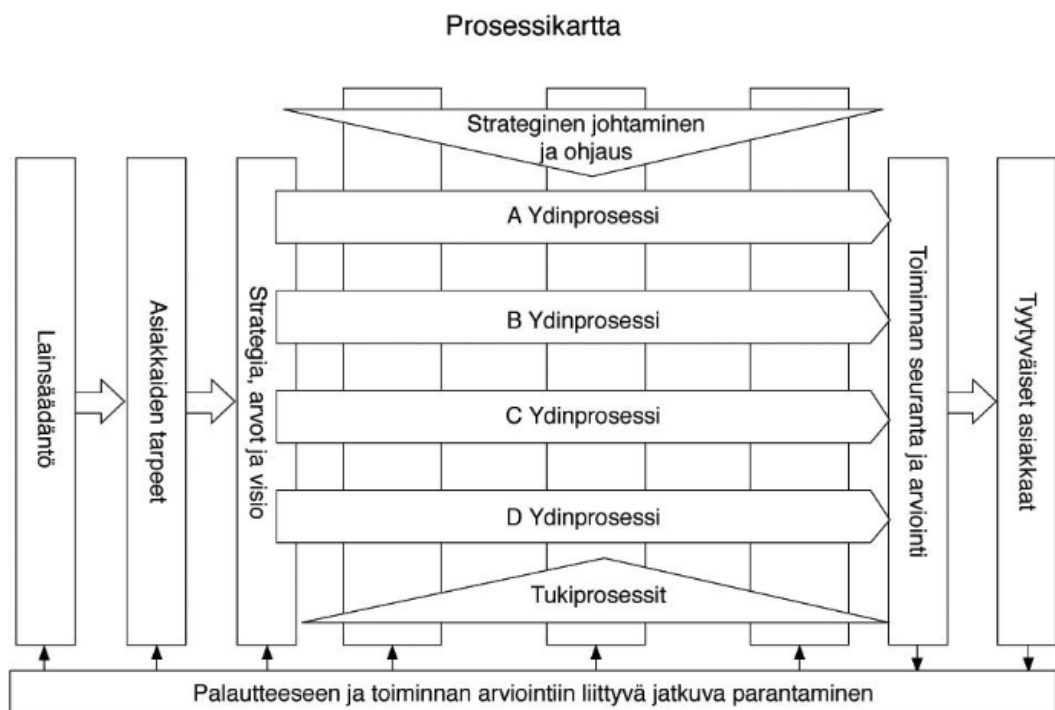 Prosessikartta
Strateginen johtaminen
ja ohjaus
Lainsäädäntö
Asiakkaiden tarpeet
Strategia, arvot ja visio
A Ydinprosessi
B Ydinprosessi
C Ydinprosessi
D Ydinprosessi
Tukiprosessit
Toiminnan seuranta ja arviointi
Tyytyväiset asiakkaat
Palautteeseen ja toiminnan arviointiin liittyvä jatkuva parantaminen